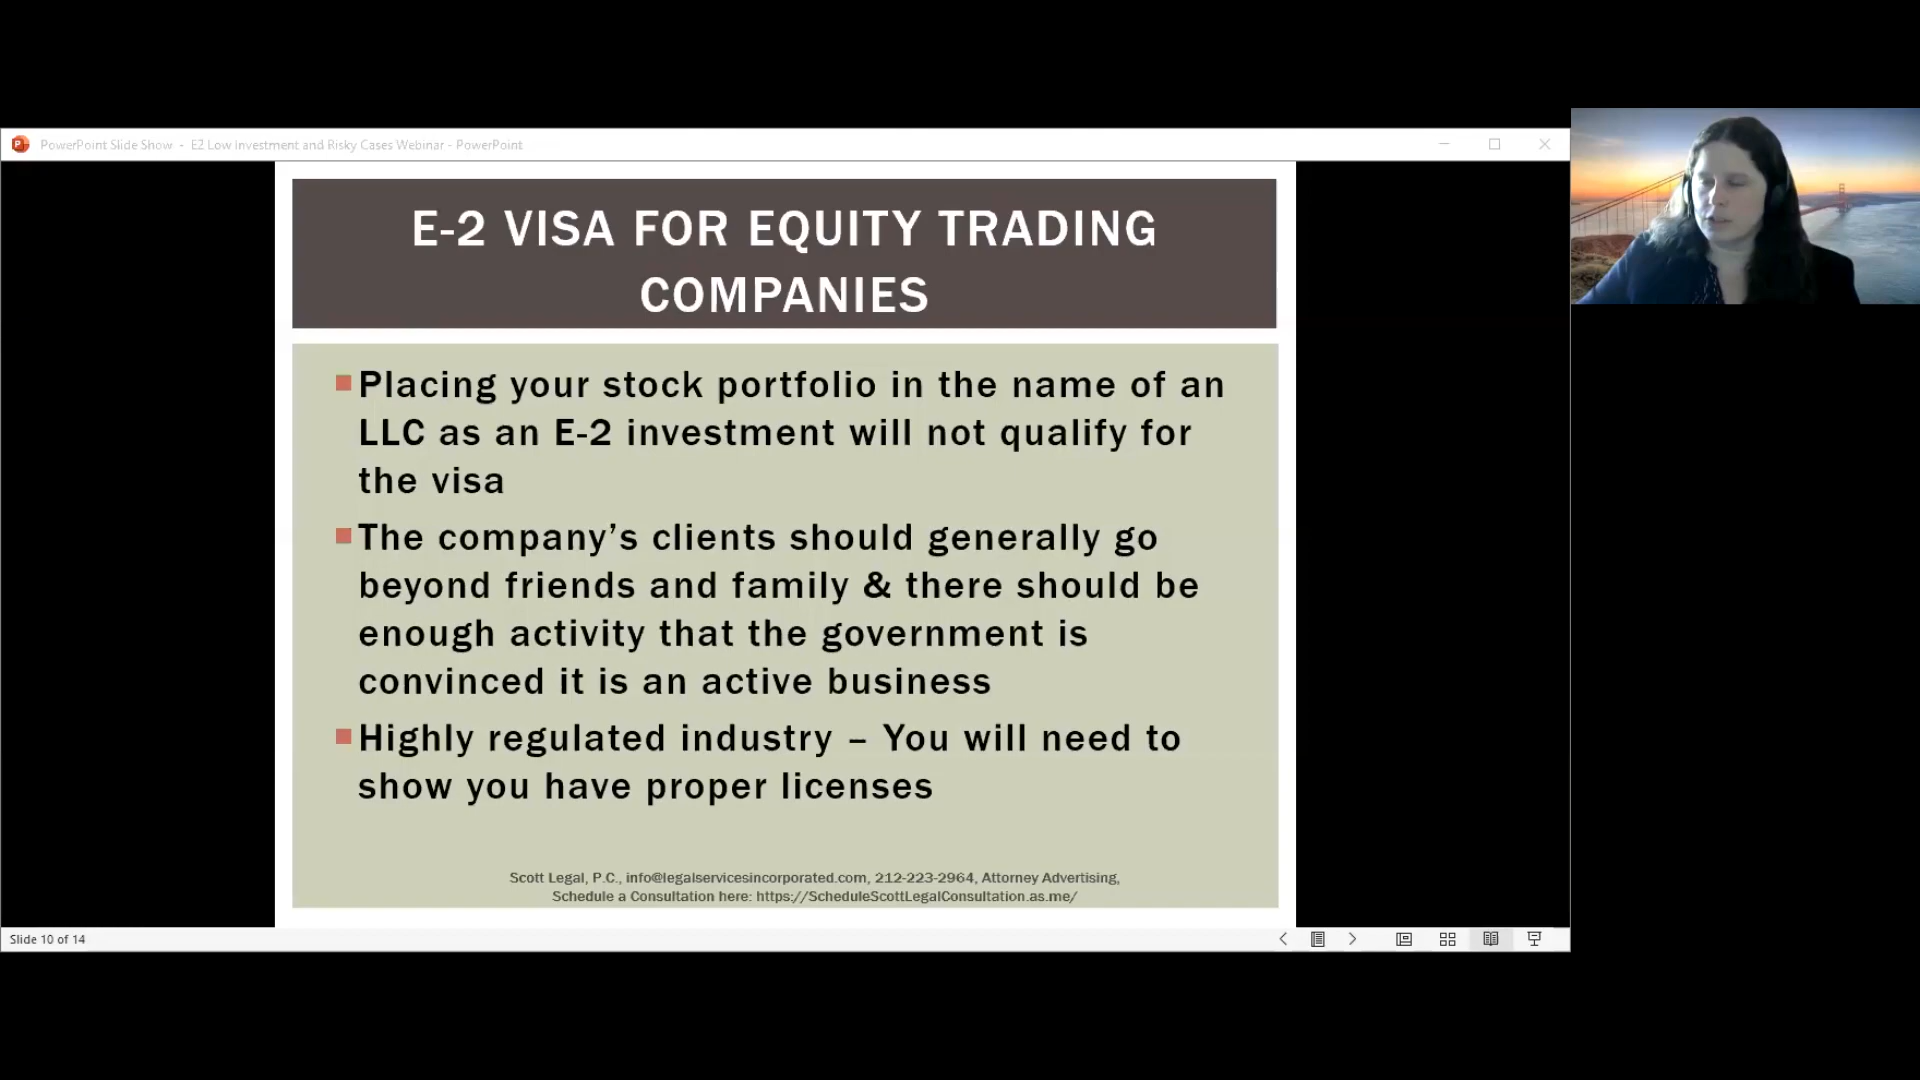 PowerPoint Slide Show - E2 Low Investment and Risky Cases Webinar - PowerPoint
E-2 VISA FOR EQUITY TRADING
COMPANIES
Placing your stock portfolio in the name of an
LLC as an E-2 investment will not qualify for
the visa
The company’s clients should generally go
beyond friends and family & there should be
enough activity that the government is
convinced it is an active business
Highly regulated industry – You will need to
show you have proper licenses
Scott Legal, P.C., info@legalservicesincorporated.com, 212-223-2964, Attorney Advertising,
Schedule a Consultation here: https://ScheduleScottLegalConsultation.as.me/
Slide 10 of 14